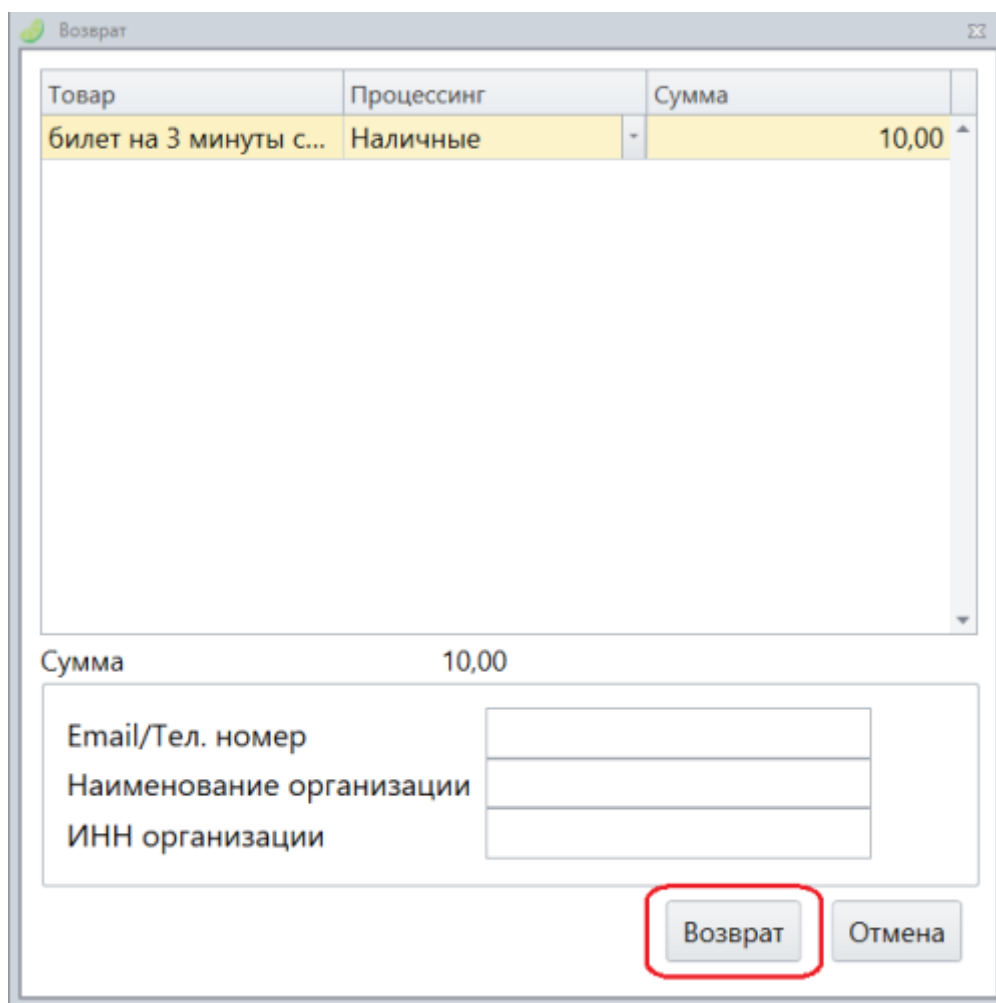 Возврат
Товар Процессинг Сумма
билет на 3 минуты с... Наличные 10,00
Сумма 10,00
Email/Тел. номер
Наименование организации
ИНН организации
Возврат Отмена